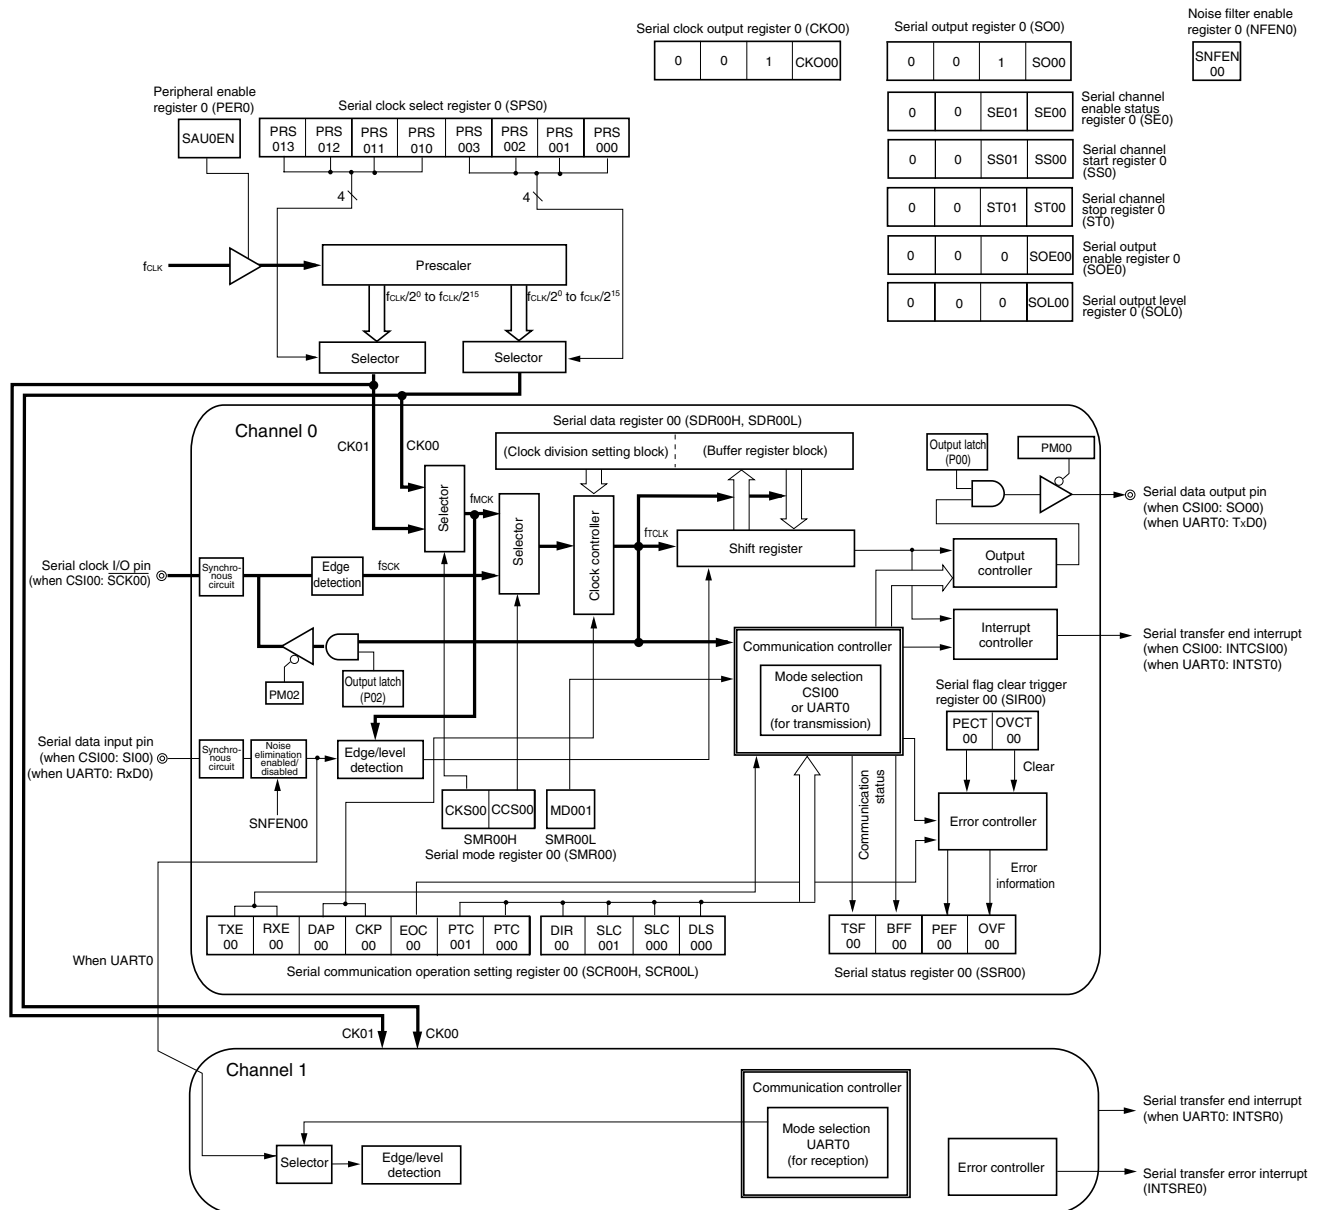 Serial clock output register 0 (CKO0)
0 0 1 CKO00
Serial output register 0 (SO0)
0 0 1 SO00
Noise filter enable
register 0 (NFEN0)
SNFEN
00
0 0 SE01 SE00
Serial channel
enable status
register 0 (SE0)
0 0 SS01 SS00
Serial channel
start register 0
(SS0)
0 0 ST01 ST00
Serial channel
stop register 0
(ST0)
0 0 0 SOE00
Serial output
enable register 0
(SOE0)
0 0 0 SOL00
Serial output level
register 0 (SOL0)
Peripheral enable
register 0 (PER0)
SAU0EN
Serial clock select register 0 (SPS0)
PRS PRS PRS PRS PRS PRS PRS PRS
013 012 011 010 003 002 001 000
4
4
fCLK
Prescaler
fCLK/2⁰ to fCLK/2¹⁵
fCLK/2⁰ to fCLK/2¹⁵
Selector
Selector
Channel 0
CK01
CK00
Serial data register 00 (SDR00H, SDR00L)
(Clock division setting block)
(Buffer register block)
Selector
fMCK
Selector
Clock controller
fTCLK
Shift register
Output latch
(P00)
PM00
Serial data output pin
(when CSI00: SO00)
(when UART0: TxD0)
Output
controller
Serial clock I/O pin
(when CSI00: S̅C̅K̅0̅0̅)
Synchro-
nous
circuit
Edge
detection
fSCK
Interrupt
controller
Serial transfer end interrupt
(when CSI00: INTCSI00)
(when UART0: INTST0)
PM02
Output latch
(P02)
Communication controller
Mode selection
CSI00
or UART0
(for transmission)
Serial flag clear trigger
register 00 (SIR00)
PECT OVCT
00 00
Clear
Serial data input pin
(when CSI00: SI00)
(when UART0: RxD0)
Synchro-
nous
circuit
Noise
elimination
enabled/
disabled
Edge/level
detection
SNFEN00
CKS00 CCS00
SMR00H
MD001
SMR00L
Serial mode register 00 (SMR00)
Communication
status
Error controller
Error
information
TXE RXE DAP CKP EOC PTC PTC
00 00 00 00 00 001 000
DIR SLC SLC DLS
00 001 000 000
Serial communication operation setting register 00 (SCR00H, SCR00L)
TSF BFF PEF OVF
00 00 00 00
Serial status register 00 (SSR00)
When UART0
CK01
CK00
Channel 1
Communication controller
Mode selection
UART0
(for reception)
Selector
Edge/level
detection
Error controller
Serial transfer end interrupt
(when UART0: INTSR0)
Serial transfer error interrupt
(INTSRE0)